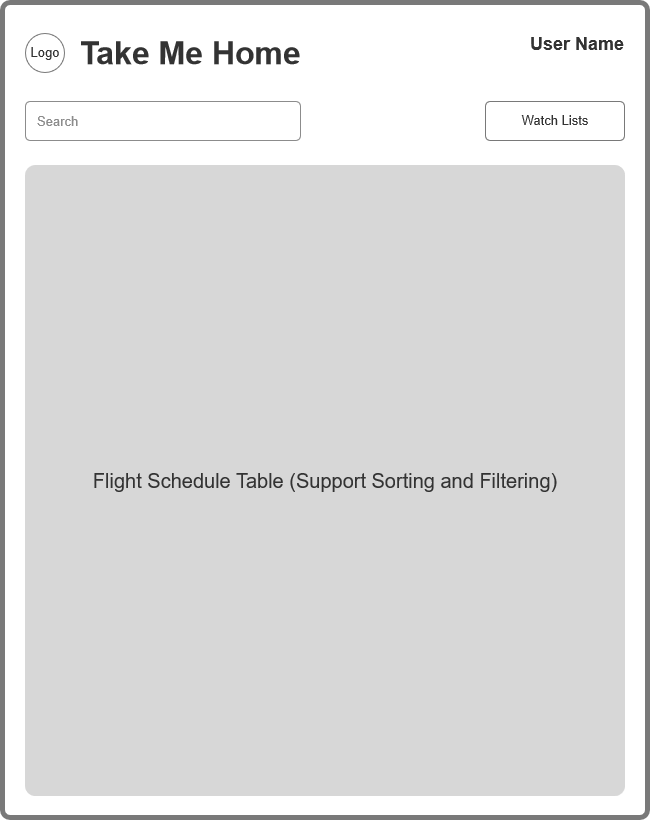 Logo
Take Me Home
User Name
Search
Watch Lists
Flight Schedule Table (Support Sorting and Filtering)